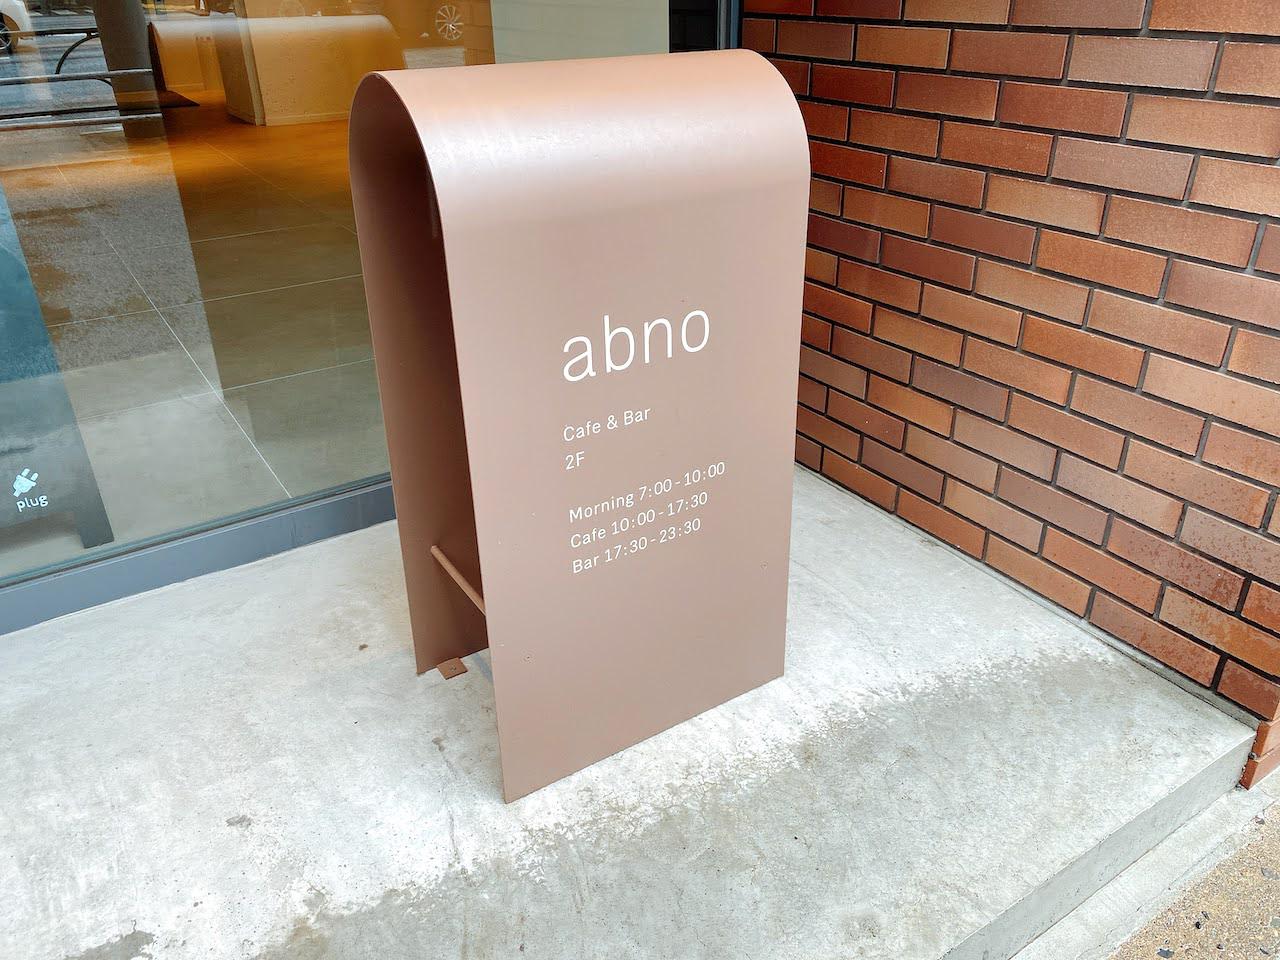 abno
Cafe & Bar
2F
Morning 7:00-10:00
Cafe 10:00-17:30
Bar 17:30-23:30
plug